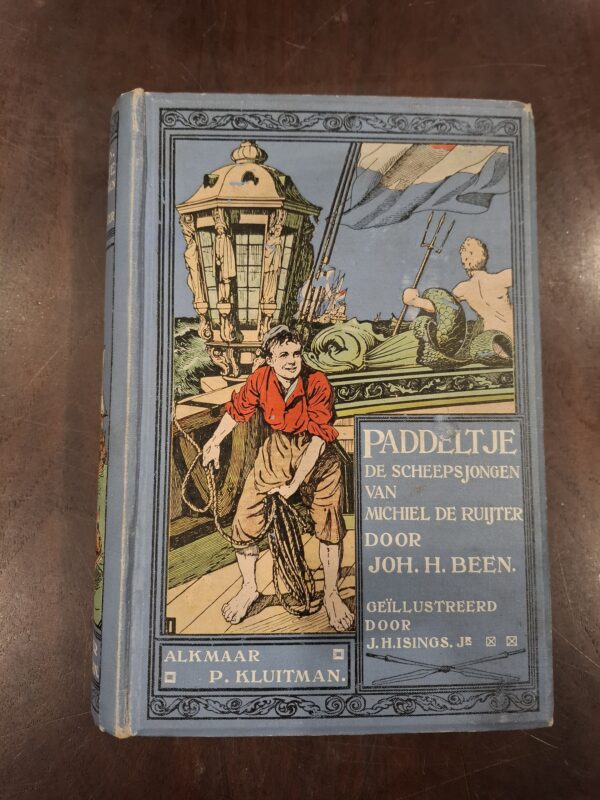 PADDELTJE
DE SCHEEPSJONGEN
VAN
MICHIEL DE RUIJTER
DOOR
JOH. H. BEEN.
GEÏLLUSTREERD
DOOR
J. H. ISINGS. JR
ALKMAAR
P. KLUITMAN.